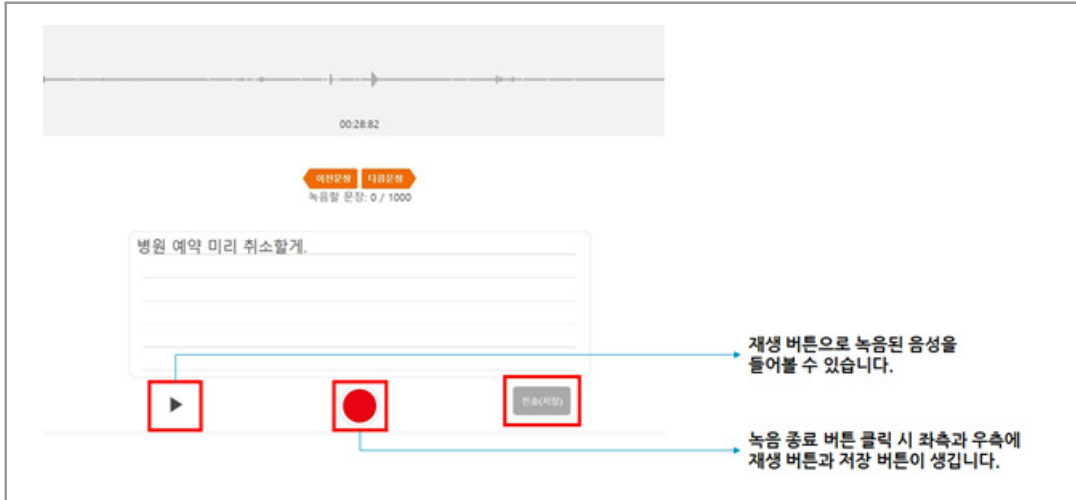 00:28:82
이전문장 다음문장
녹음할 문장: 0 / 1000
병원 예약 미리 취소할게.
재생 버튼으로 녹음된 음성을
들어볼 수 있습니다.
전송(저장)
녹음 종료 버튼 클릭 시 좌측과 우측에
재생 버튼과 저장 버튼이 생깁니다.